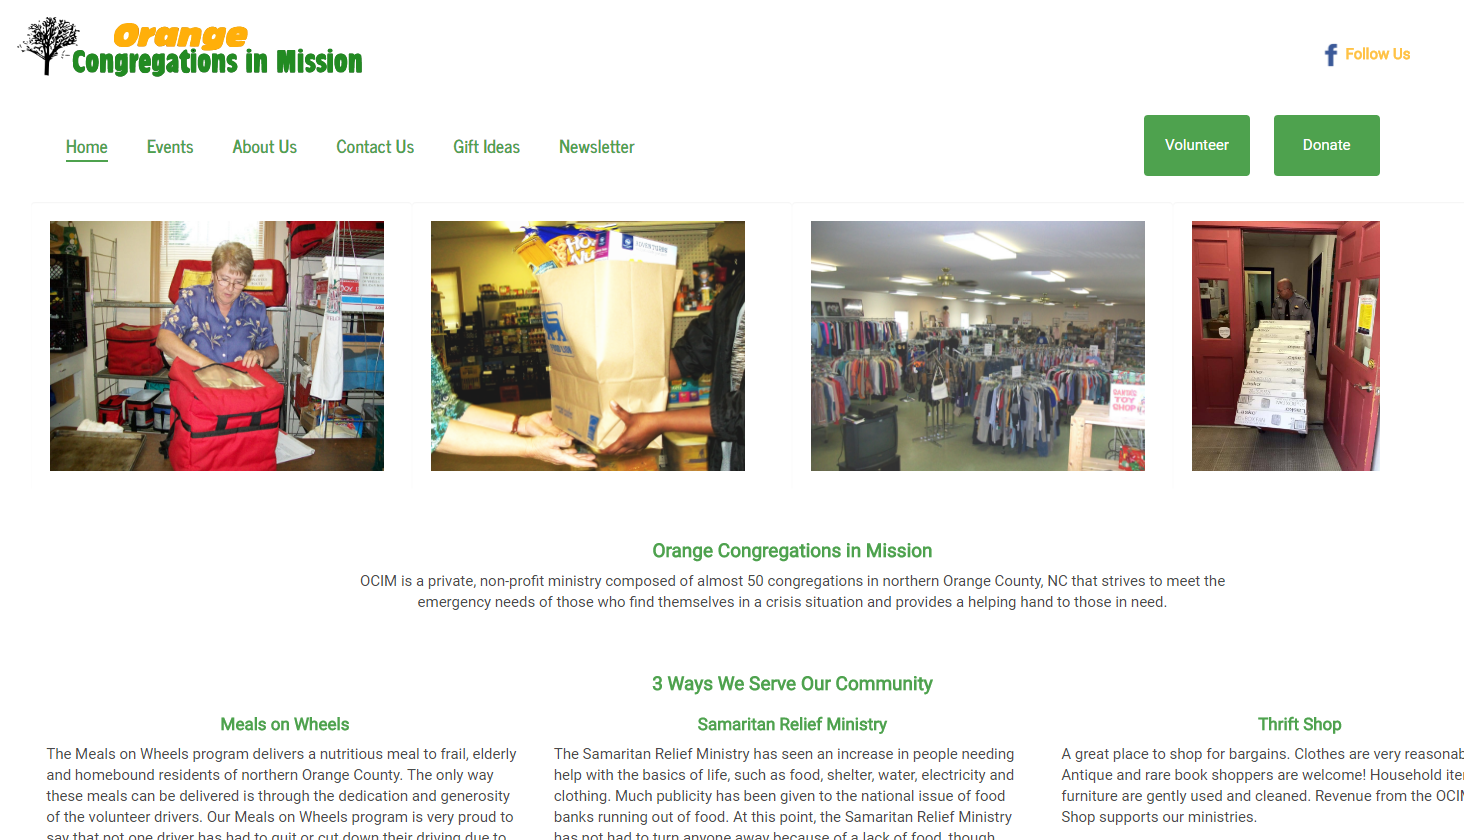 Orange
Congregations in Mission
Follow Us
Home
Events
About Us
Contact Us
Gift Ideas
Newsletter
Volunteer
Donate
TOY
SHOP
Lasko
Orange Congregations in Mission
OCIM is a private, non-profit ministry composed of almost 50 congregations in northern Orange County, NC that strives to meet the
emergency needs of those who find themselves in a crisis situation and provides a helping hand to those in need.
3 Ways We Serve Our Community
Meals on Wheels
The Meals on Wheels program delivers a nutritious meal to frail, elderly
and homebound residents of northern Orange County. The only way
these meals can be delivered is through the dedication and generosity
of the volunteer drivers. Our Meals on Wheels program is very proud to
say that not one driver has had to quit or cut down their driving due to
Samaritan Relief Ministry
The Samaritan Relief Ministry has seen an increase in people needing
help with the basics of life, such as food, shelter, water, electricity and
clothing. Much publicity has been given to the national issue of food
banks running out of food. At this point, the Samaritan Relief Ministry
has not had to turn anyone away because of a lack of food, though
Thrift Shop
A great place to shop for bargains. Clothes are very reasonab
Antique and rare book shoppers are welcome! Household ite
furniture are gently used and cleaned. Revenue from the OCI
Shop supports our ministries.